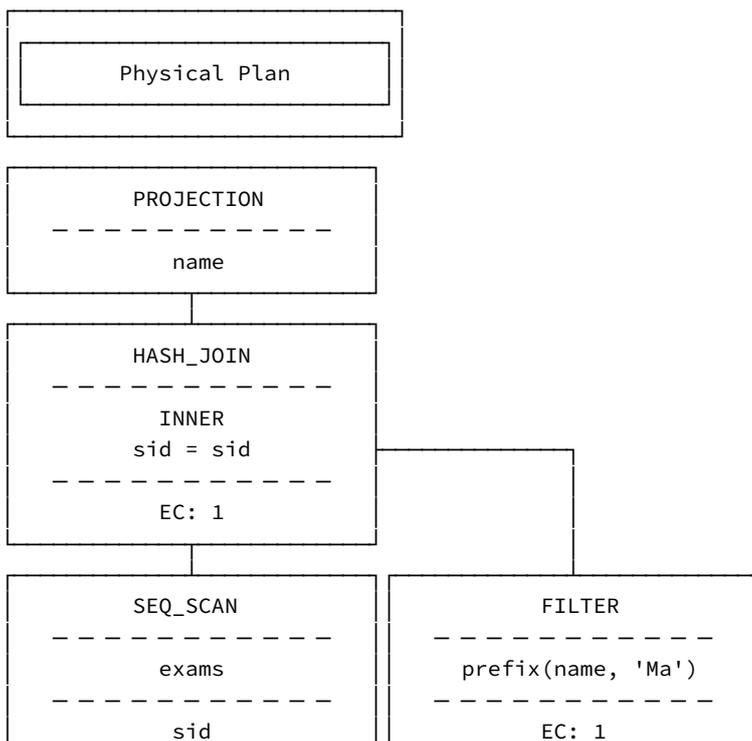 Physical Plan
PROJECTION
name
HASH_JOIN
INNER
sid = sid
EC: 1
SEQ_SCAN
exams
sid
FILTER
prefix(name, 'Ma')
EC: 1